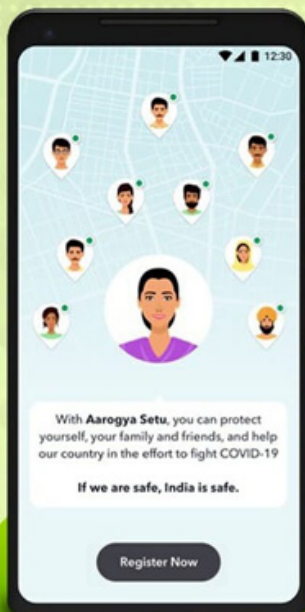 12:30
With Aarogya Setu, you can protect
yourself, your family and friends, and help
our country in the effort to fight COVID-19
If we are safe, India is safe.
Register Now